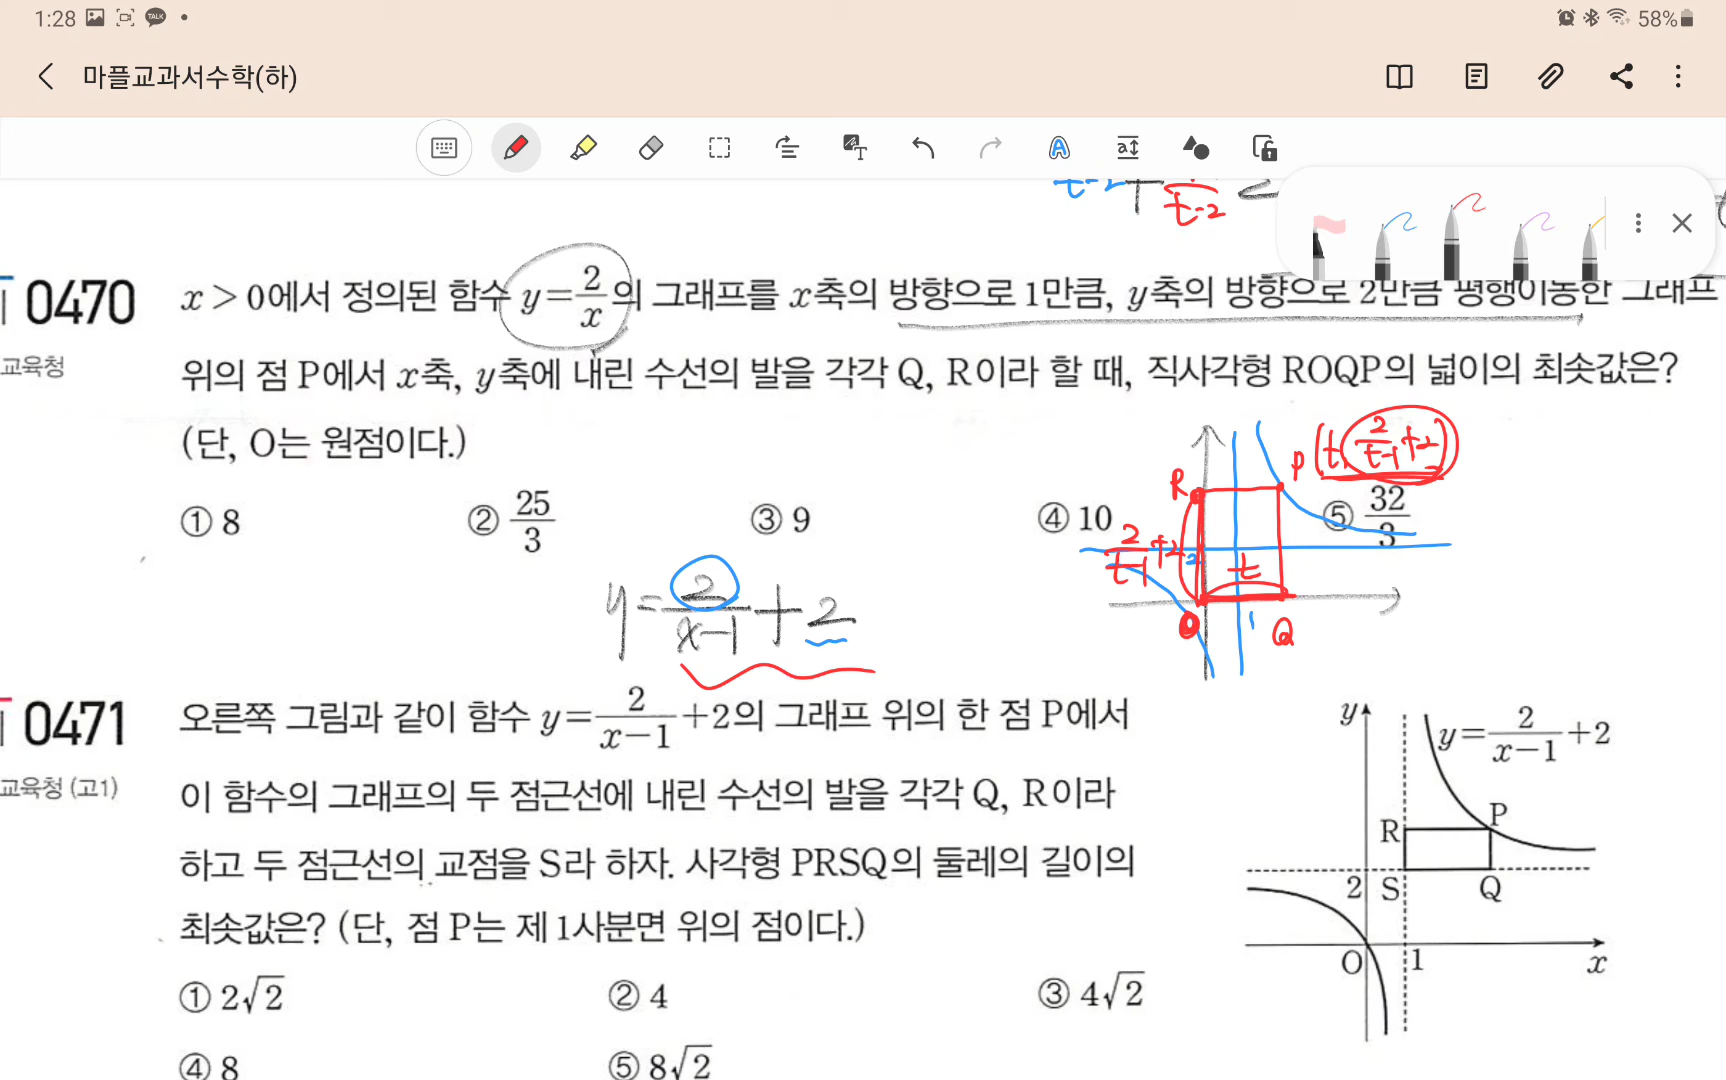 1:28 TALK 58%
마플교과서수학(하)
t-2 + t-2 ≤
0470 x > 0에서 정의된 함수 y=2/x의 그래프를 x축의 방향으로 1만큼, y축의 방향으로 2만큼 평행이동한 그래프
교육청 위의 점 P에서 x축, y축에 내린 수선의 발을 각각 Q, R이라 할 때, 직사각형 ROQP의 넓이의 최솟값은?
(단, O는 원점이다.)
① 8 ② 25/3 ③ 9 ④ 10 ⑤ 32/3
P(t, 2/(t-1)+2)
R
2/(t-1)+2
2
t
O 1 Q
y=2/(x-1)+2
0471 오른쪽 그림과 같이 함수 y=2/(x-1)+2의 그래프 위의 한 점 P에서
교육청 (고1) 이 함수의 그래프의 두 점근선에 내린 수선의 발을 각각 Q, R이라
하고 두 점근선의 교점을 S라 하자. 사각형 PRSQ의 둘레의 길이의
최솟값은? (단, 점 P는 제 1사분면 위의 점이다.)
① 2√2 ② 4 ③ 4√2
④ 8 ⑤ 8√2
y y=2/(x-1)+2
R P
2 S Q
O 1 x